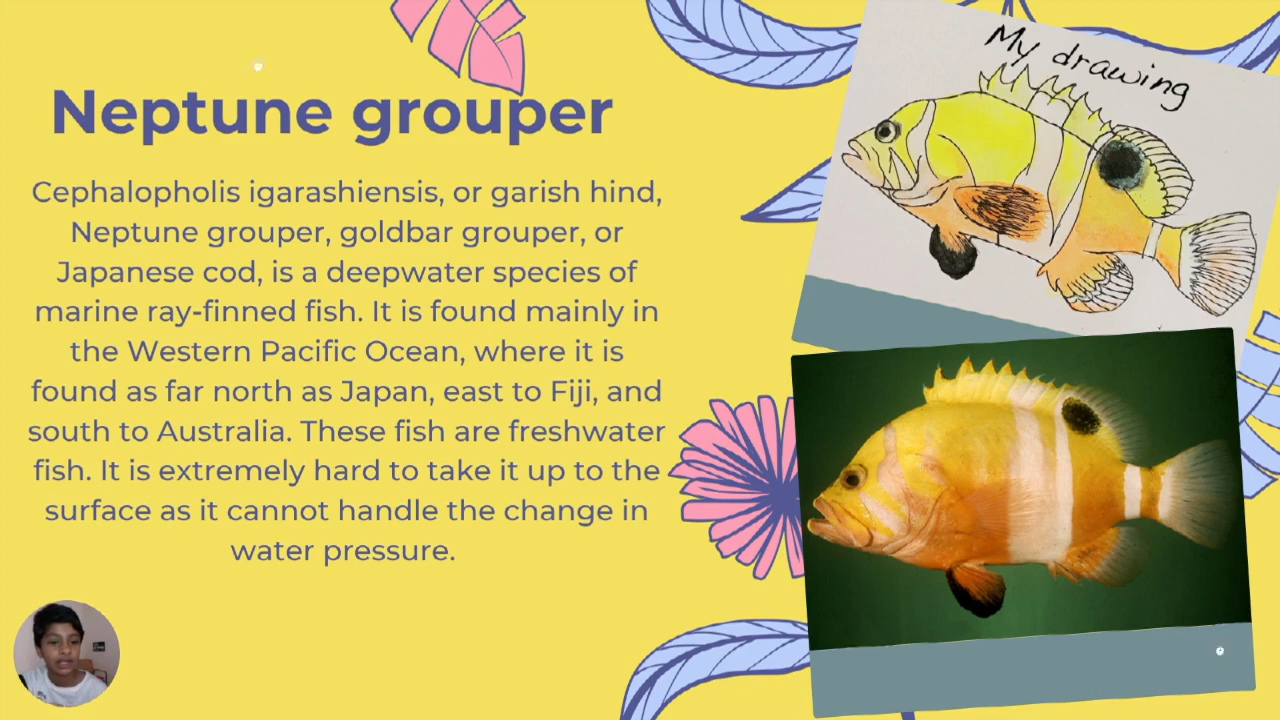 Neptune grouper
Cephalopholis igarashiensis, or garish hind,
Neptune grouper, goldbar grouper, or
Japanese cod, is a deepwater species of
marine ray-finned fish. It is found mainly in
the Western Pacific Ocean, where it is
found as far north as Japan, east to Fiji, and
south to Australia. These fish are freshwater
fish. It is extremely hard to take it up to the
surface as it cannot handle the change in
water pressure.
My drawing